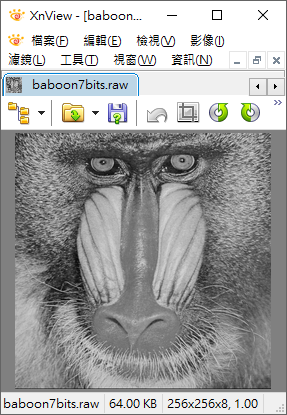 XnView - [baboon...
檔案(F) 編輯(E) 檢視(V) 影像(I)
濾鏡(L) 工具(T) 視窗(W) 資訊(N)
baboon7bits.raw
baboon7bits.raw 64.00 KB 256x256x8, 1.00